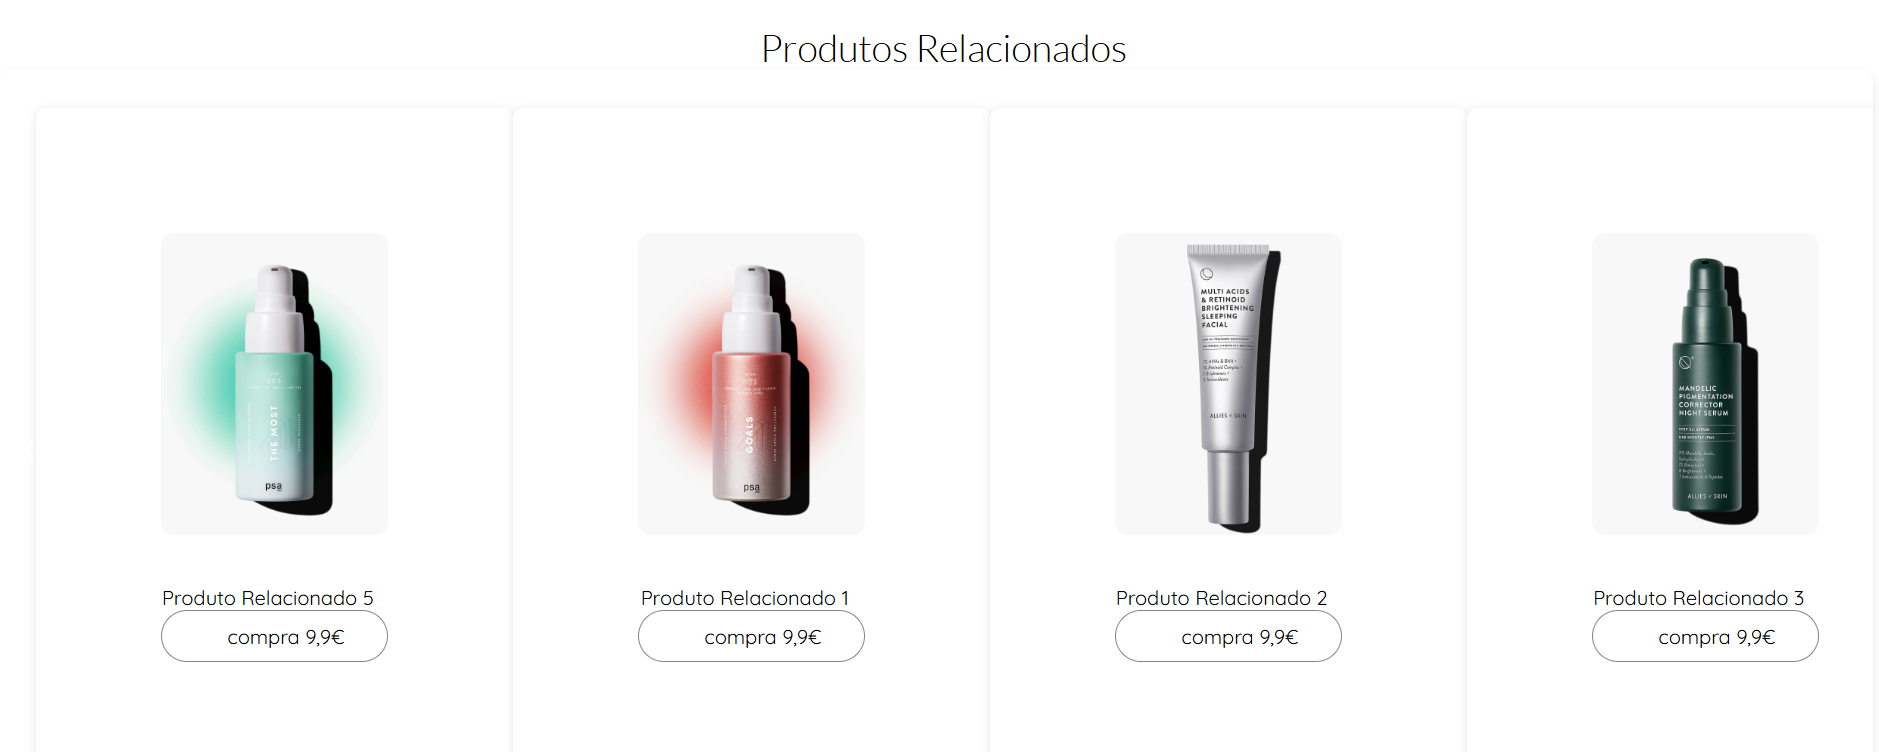 Produtos Relacionados
THE MOST
psa
Produto Relacionado 5
compra 9,9€
GOALS
psa
Produto Relacionado 1
compra 9,9€
MULTI ACIDS
& RETINOID
BRIGHTENING
SLEEPING
FACIAL
ALLIES OF SKIN
Produto Relacionado 2
compra 9,9€
MANDELIC
PIGMENTATION
CORRECTOR
NIGHT SERUM
ALLIES OF SKIN
Produto Relacionado 3
compra 9,9€